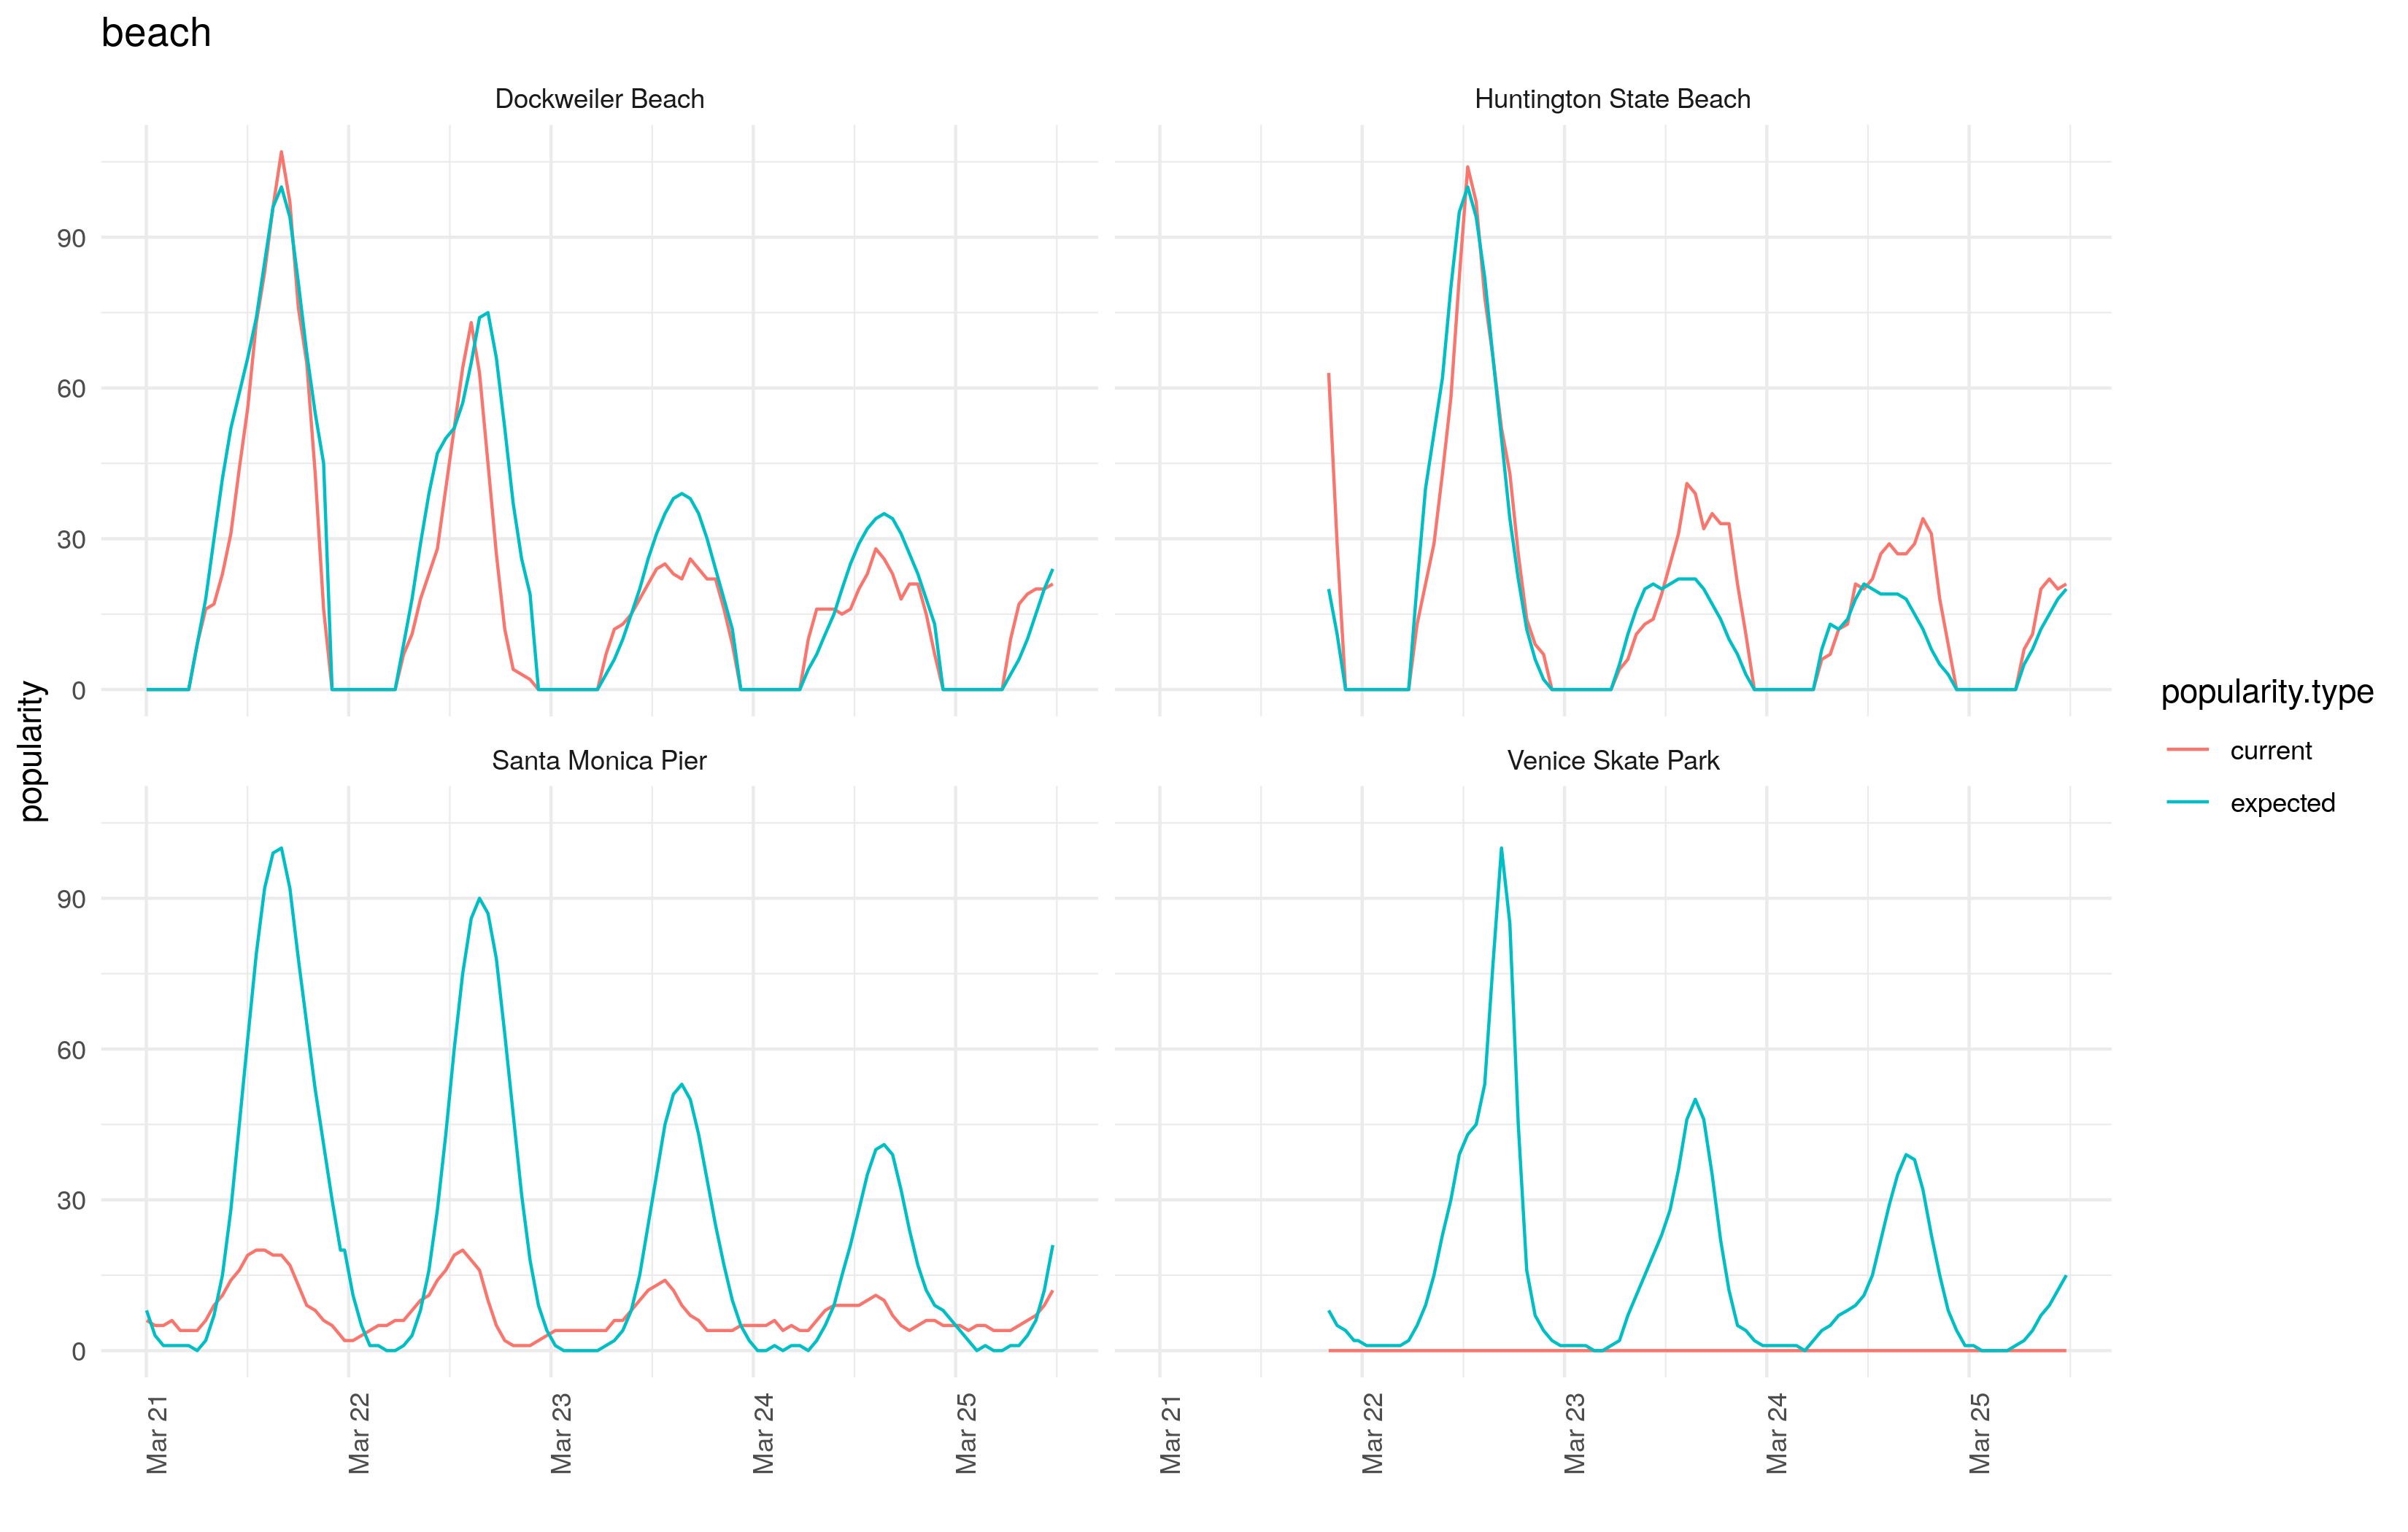 beach
Dockweiler Beach
Huntington State Beach
90
60
30
0
Santa Monica Pier
Venice Skate Park
90
60
30
0
popularity
Mar 21
Mar 22
Mar 23
Mar 24
Mar 25
Mar 21
Mar 22
Mar 23
Mar 24
Mar 25
popularity.type
current
expected